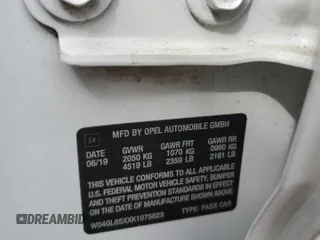 MFD BY OPEL AUTOMOBILE GMBH
DATE GVWR GAWR FRT GAWR RR
06/19 2050 KG 1070 KG 0980 KG
4519 LB 2359 LB 2161 LB
THIS VEHICLE CONFORMS TO ALL APPLICABLE
U.S. FEDERAL MOTOR VEHICLE SAFETY, BUMPER,
AND THEFT PREVENTION STANDARDS IN EFFECT ON
THE DATE OF MANUFACTURE SHOWN ABOVE.
TYPE: PASS CAR
AUTOBIDMASTER